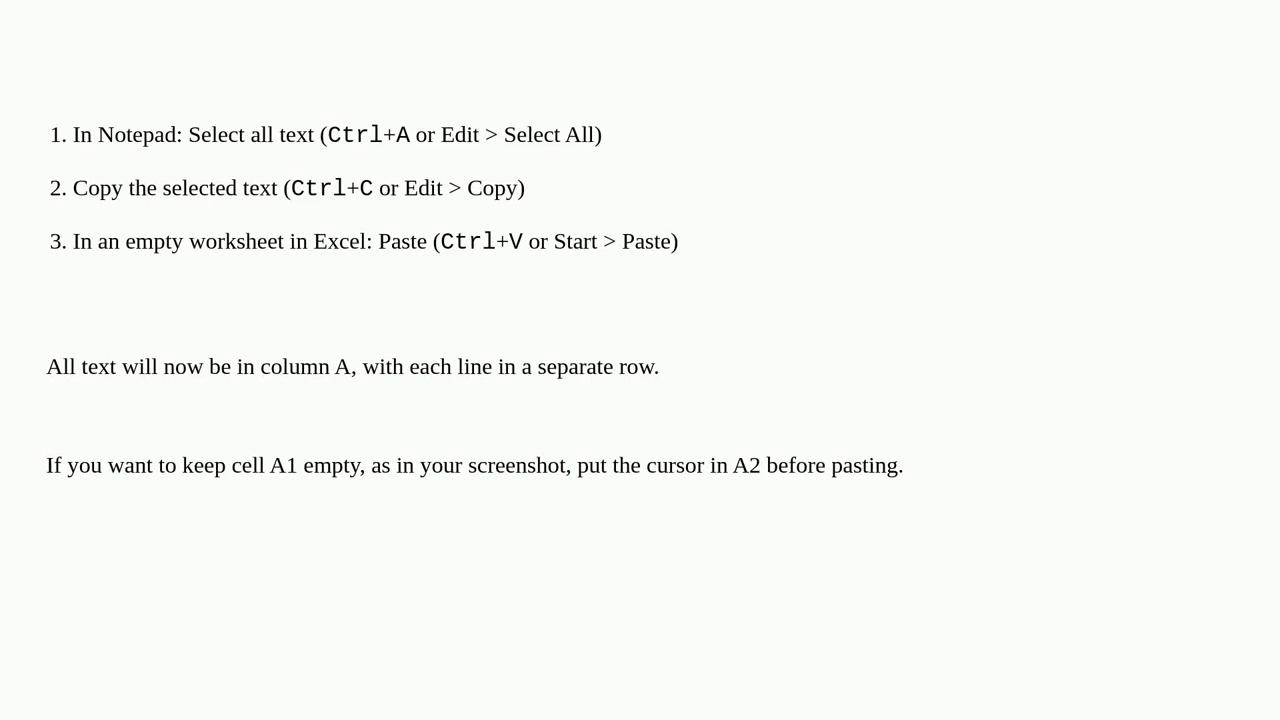 1. In Notepad: Select all text (Ctrl+A or Edit > Select All)
2. Copy the selected text (Ctrl+C or Edit > Copy)
3. In an empty worksheet in Excel: Paste (Ctrl+V or Start > Paste)
All text will now be in column A, with each line in a separate row.
If you want to keep cell A1 empty, as in your screenshot, put the cursor in A2 before pasting.